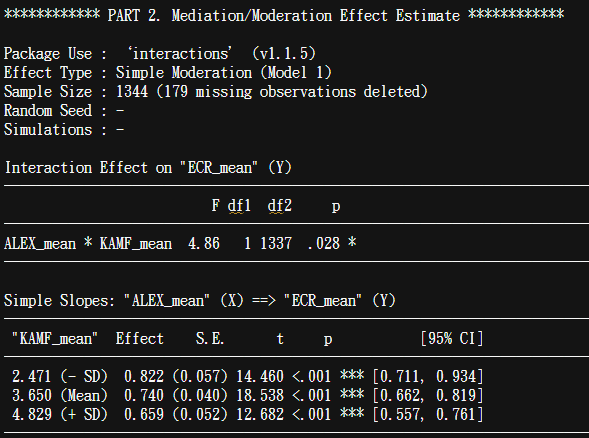 ************ PART 2. Mediation/Moderation Effect Estimate ************
Package Use : ‘interactions’ (v1.1.5)
Effect Type : Simple Moderation (Model 1)
Sample Size : 1344 (179 missing observations deleted)
Random Seed : -
Simulations : -
Interaction Effect on "ECR_mean" (Y)
F df1 df2 p
ALEX_mean * KAMF_mean 4.86 1 1337 .028 *
Simple Slopes: "ALEX_mean" (X) ==> "ECR_mean" (Y)
"KAMF_mean" Effect S.E. t p [95% CI]
2.471 (- SD) 0.822 (0.057) 14.460 <.001 *** [0.711, 0.934]
3.650 (Mean) 0.740 (0.040) 18.538 <.001 *** [0.662, 0.819]
4.829 (+ SD) 0.659 (0.052) 12.682 <.001 *** [0.557, 0.761]